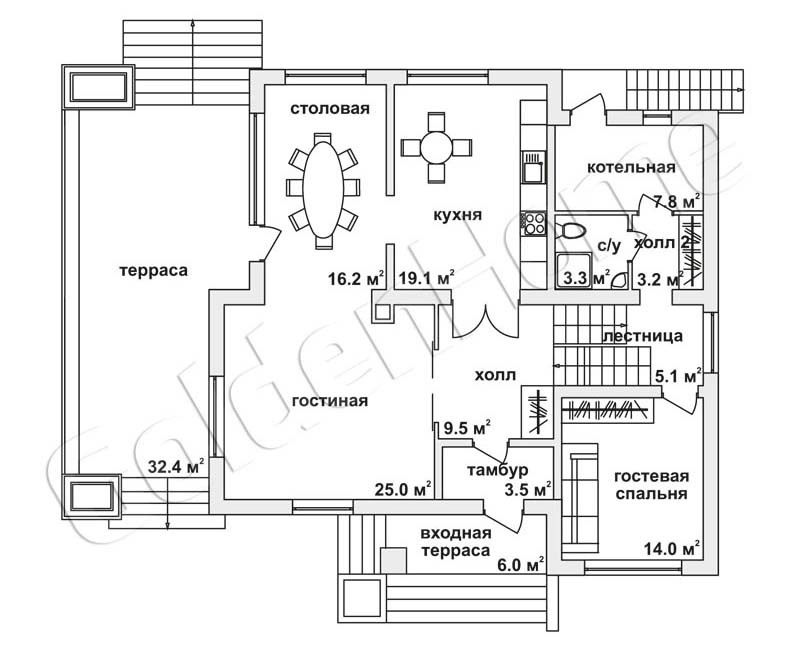 столовая
котельная
7.8 м²
кухня
с/у
холл 2
терраса
16.2 м²
19.1 м²
3.3 м²
3.2 м²
лестница
5.1 м²
холл
гостиная
9.5 м²
32.4 м²
25.0 м²
тамбур
3.5 м²
гостевая
спальня
14.0 м²
входная
терраса
6.0 м²
GoldenHome